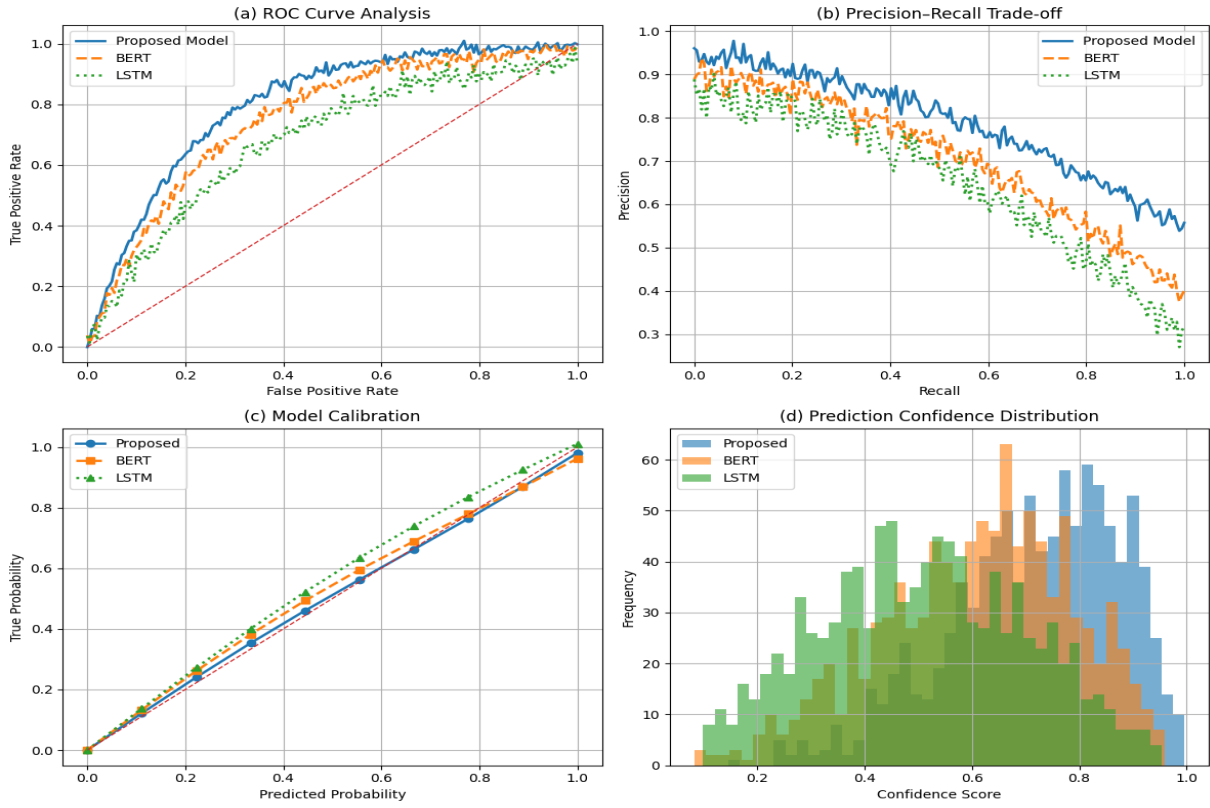 (a) ROC Curve Analysis
Proposed Model
BERT
LSTM
True Positive Rate
1.0
0.8
0.6
0.4
0.2
0.0
0.0 0.2 0.4 0.6 0.8 1.0
False Positive Rate
(b) Precision–Recall Trade-off
Proposed Model
BERT
LSTM
Precision
1.0
0.9
0.8
0.7
0.6
0.5
0.4
0.3
0.0 0.2 0.4 0.6 0.8 1.0
Recall
(c) Model Calibration
Proposed
BERT
LSTM
True Probability
1.0
0.8
0.6
0.4
0.2
0.0
0.0 0.2 0.4 0.6 0.8 1.0
Predicted Probability
(d) Prediction Confidence Distribution
Proposed
BERT
LSTM
Frequency
60
50
40
30
20
10
0
0.2 0.4 0.6 0.8 1.0
Confidence Score